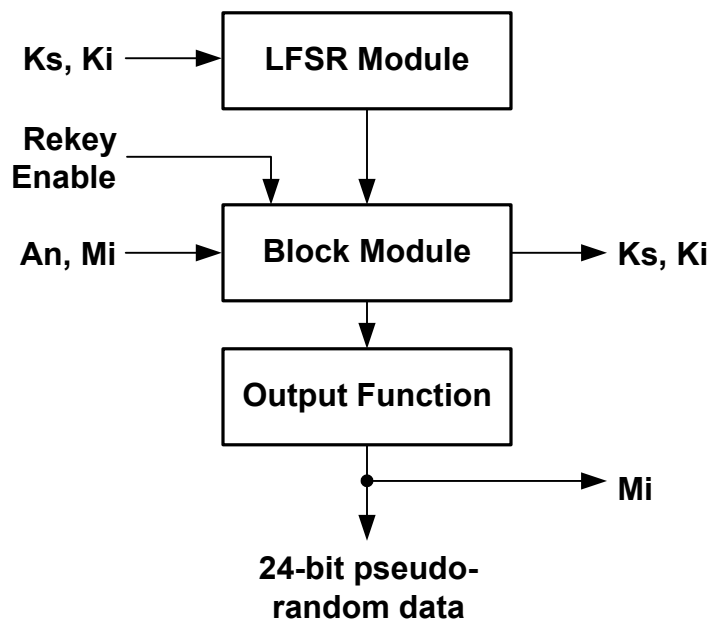 Ks, Ki
LFSR Module
Rekey
Enable
An, Mi
Block Module
Ks, Ki
Output Function
Mi
24-bit pseudo-
random data